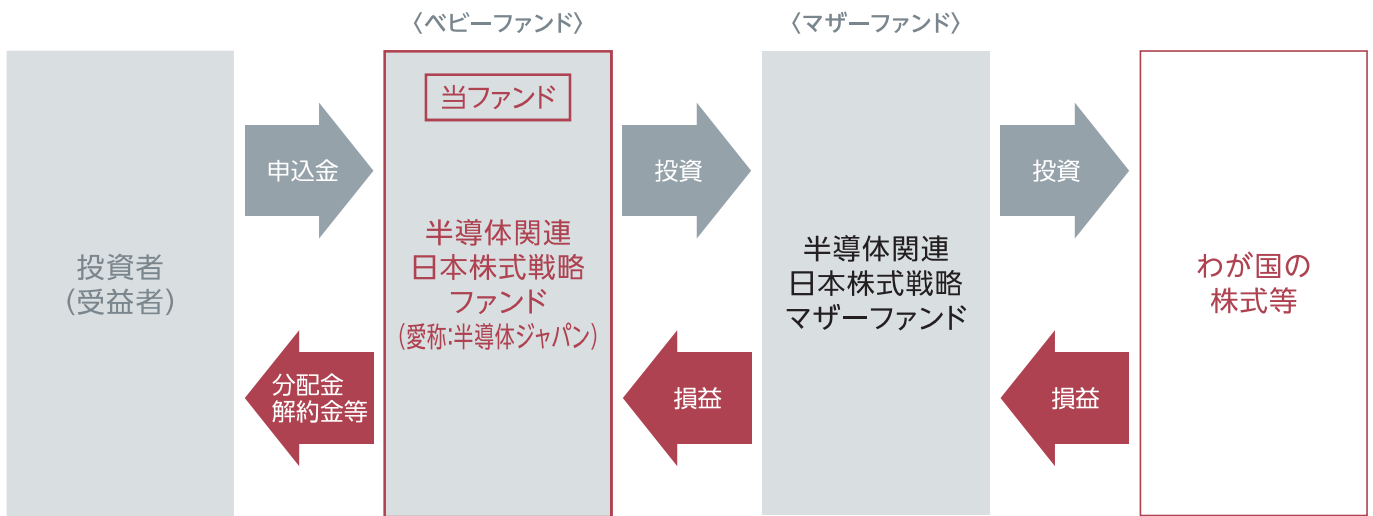 〈ベビーファンド〉
〈マザーファンド〉
投資者
(受益者)
申込金
分配金
解約金等
当ファンド
半導体関連
日本株式戦略
ファンド
(愛称:半導体ジャパン)
投資
損益
半導体関連
日本株式戦略
マザーファンド
投資
損益
わが国の
株式等